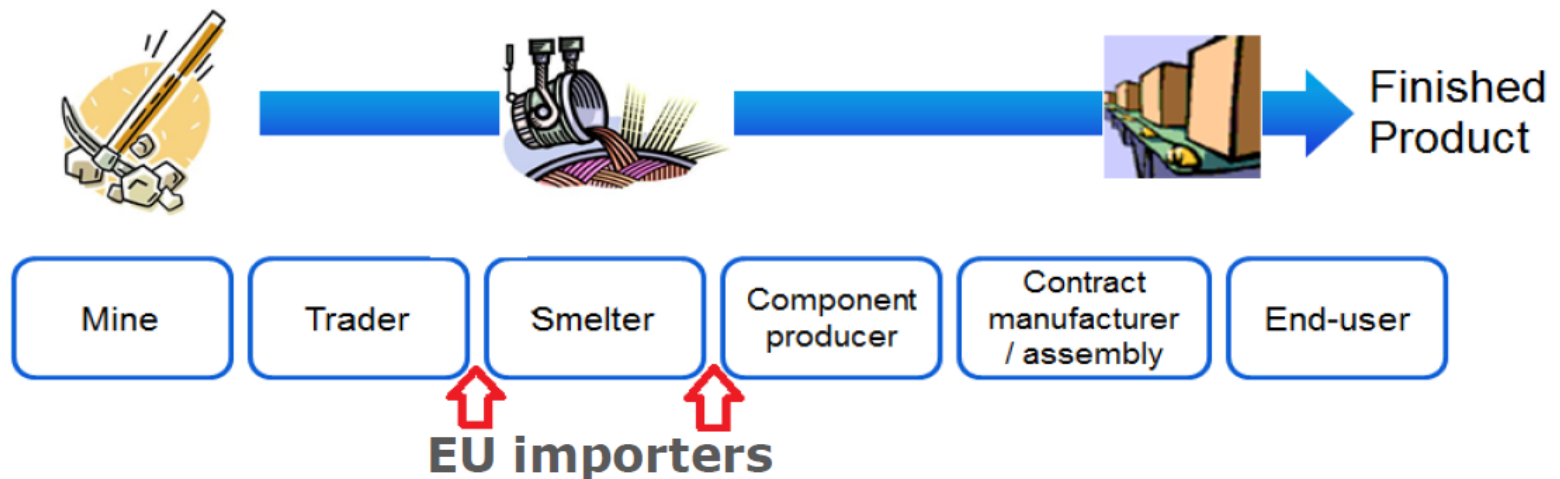 Finished
Product
Mine
Trader
Smelter
Component
producer
Contract
manufacturer
/ assembly
End-user
EU importers